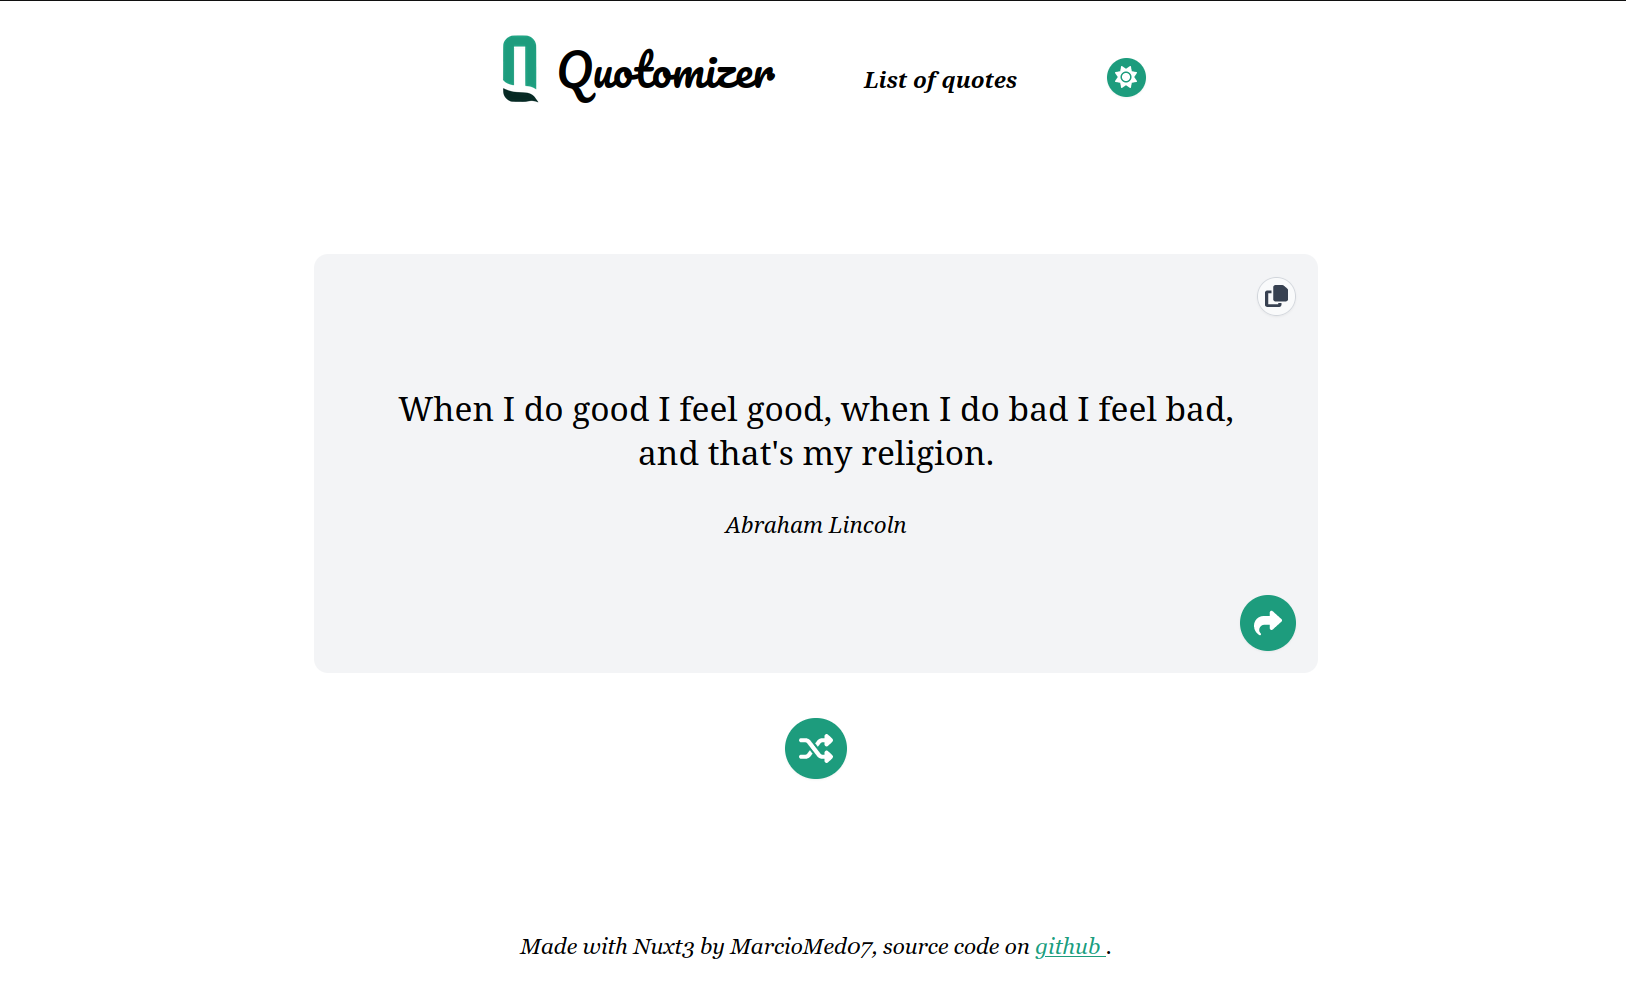 Quotomizer
List of quotes
When I do good I feel good, when I do bad I feel bad,
and that's my religion.
Abraham Lincoln
Made with Nuxt3 by MarcioMed07, source code on github .